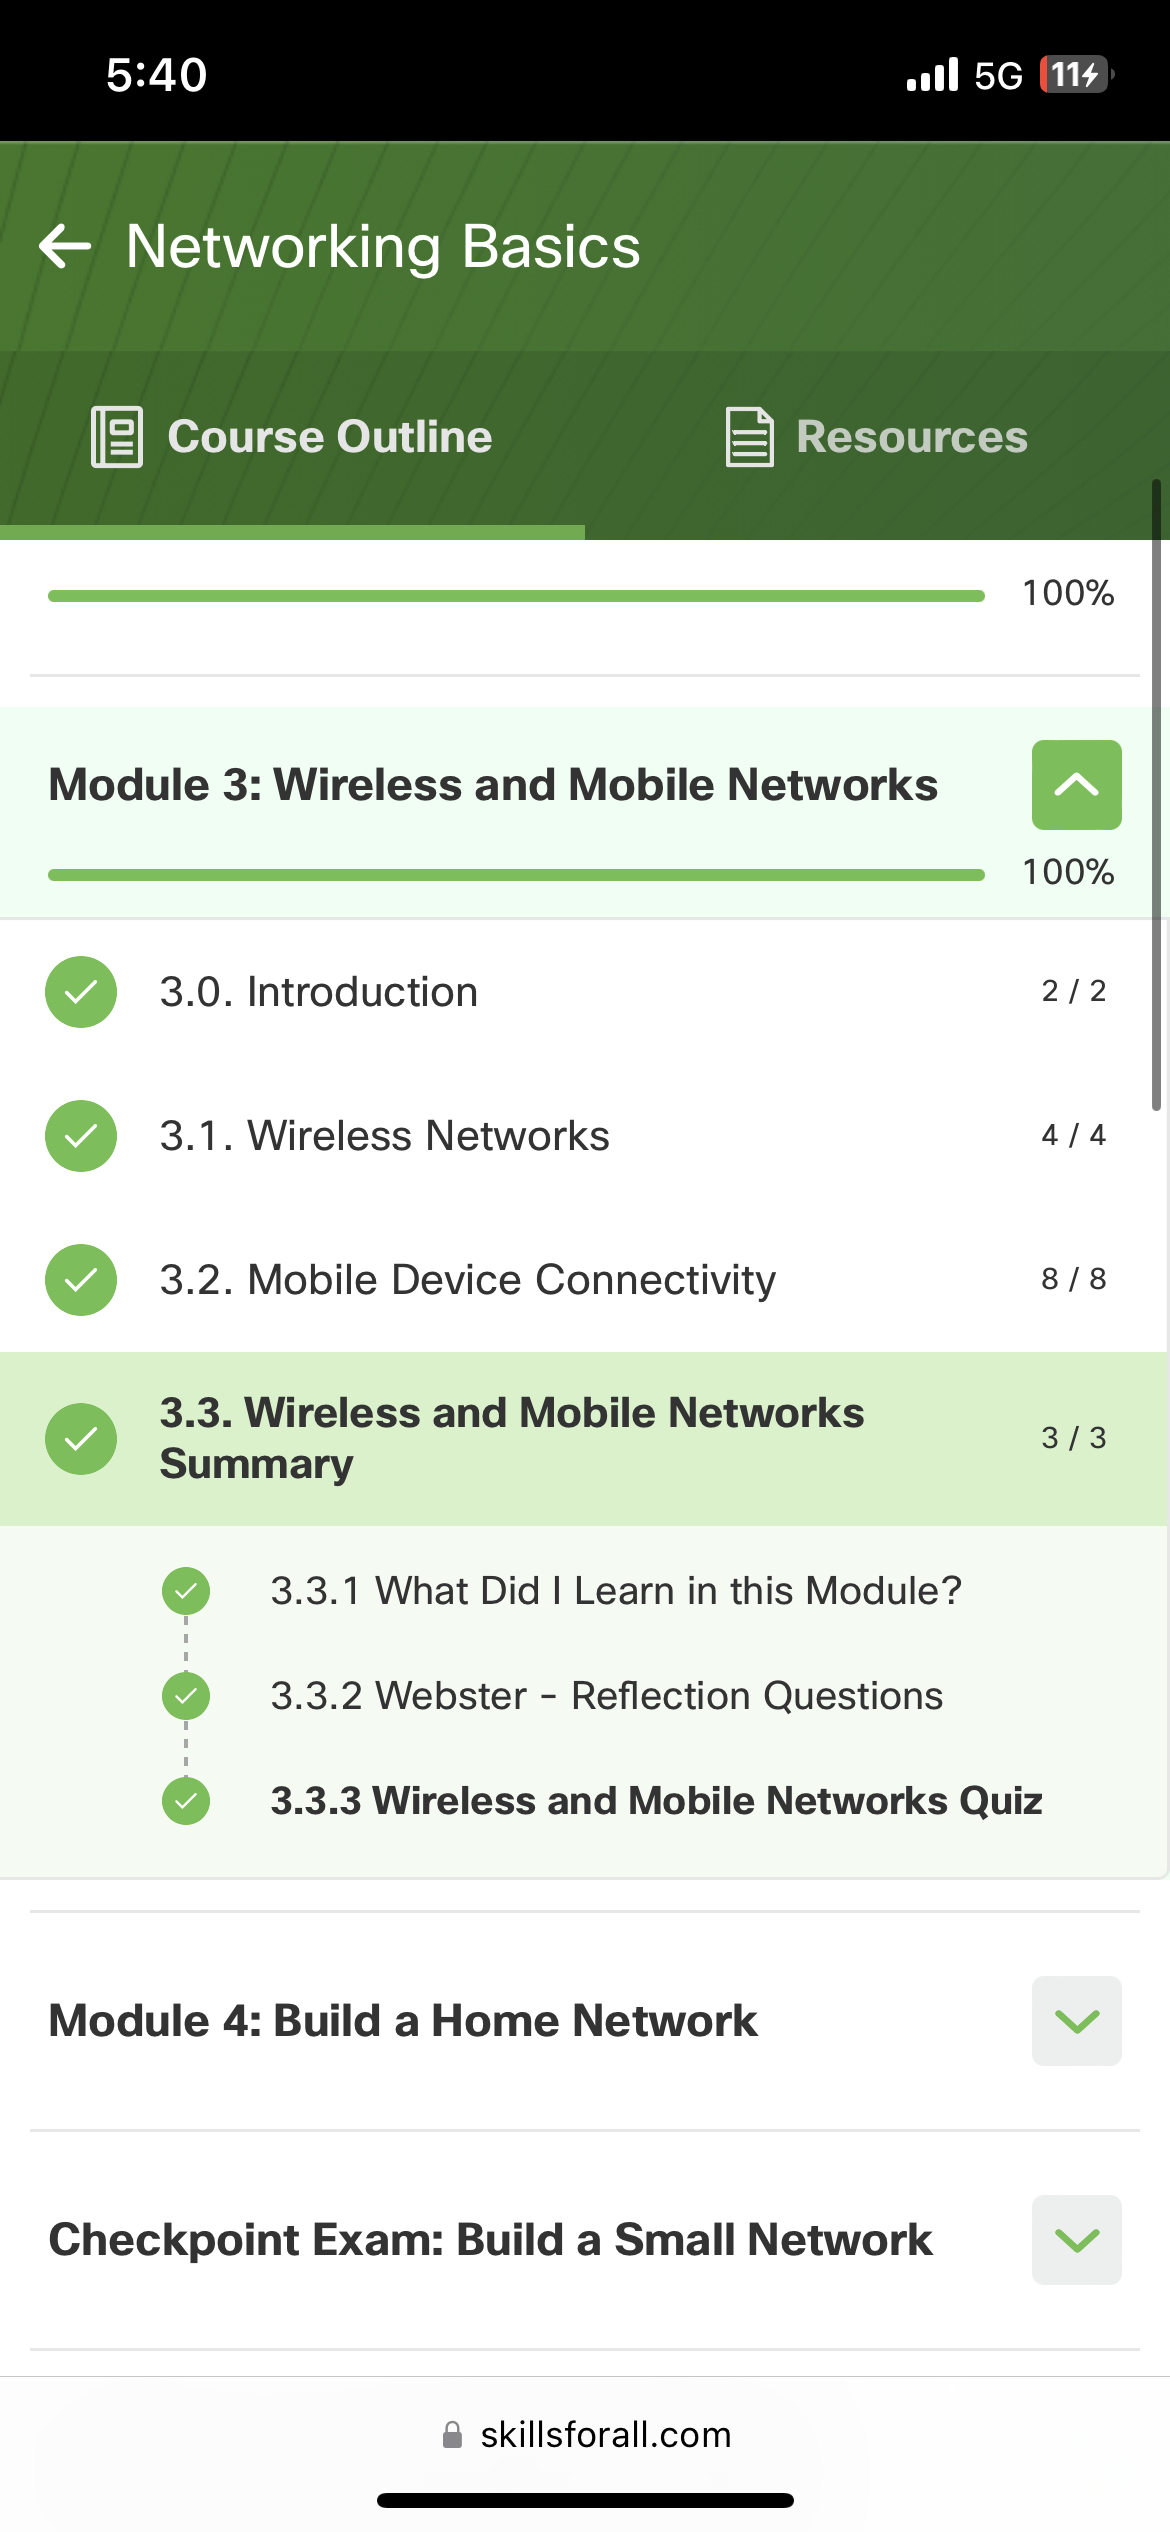 5:40
5G
11
Networking Basics
Course Outline
Resources
100%
Module 3: Wireless and Mobile Networks
100%
3.0. Introduction
2 / 2
3.1. Wireless Networks
4 / 4
3.2. Mobile Device Connectivity
8 / 8
3.3. Wireless and Mobile Networks
Summary
3 / 3
3.3.1 What Did I Learn in this Module?
3.3.2 Webster - Reflection Questions
3.3.3 Wireless and Mobile Networks Quiz
Module 4: Build a Home Network
Checkpoint Exam: Build a Small Network
skillsforall.com